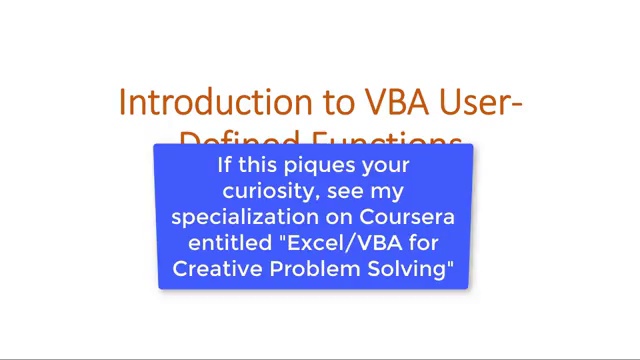 Introduction to VBA User-
Defined Functions
If this piques your
curiosity, see my
specialization on Coursera
entitled "Excel/VBA for
Creative Problem Solving"